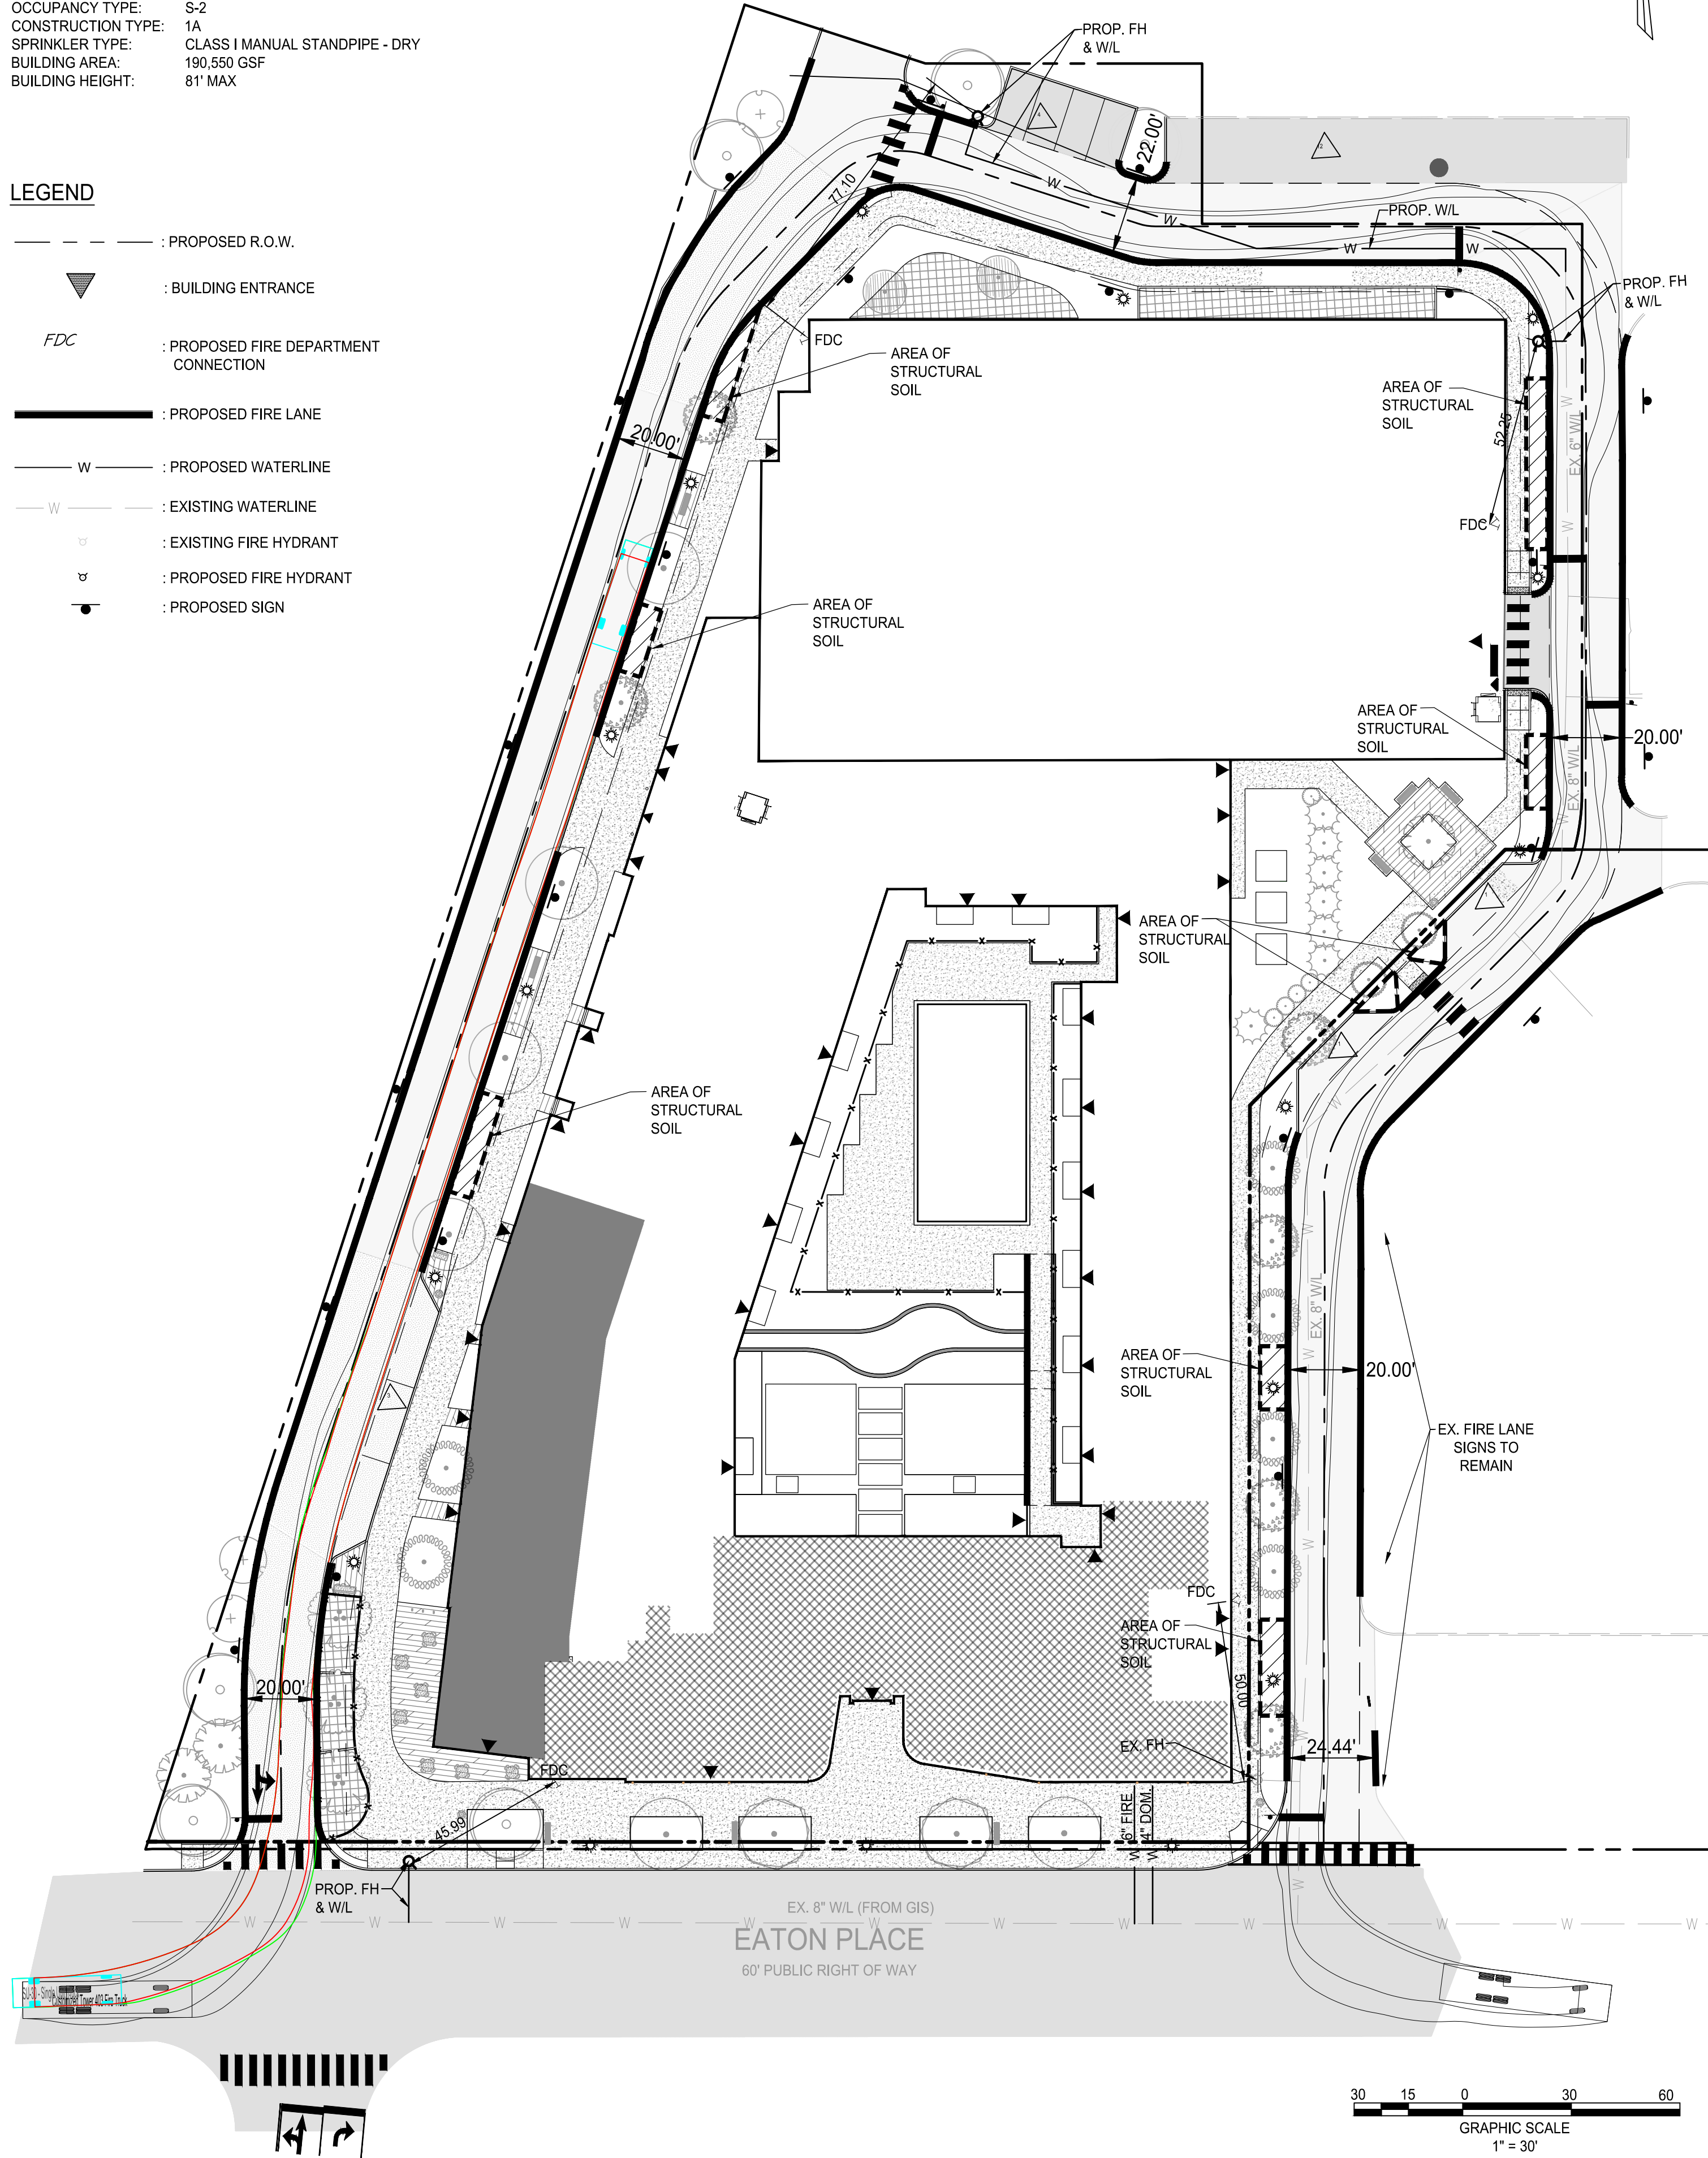 OCCUPANCY TYPE: S-2
CONSTRUCTION TYPE: 1A
SPRINKLER TYPE: CLASS I MANUAL STANDPIPE - DRY
BUILDING AREA: 190,550 GSF
BUILDING HEIGHT: 81' MAX
LEGEND
: PROPOSED R.O.W.
: BUILDING ENTRANCE
FDC : PROPOSED FIRE DEPARTMENT
CONNECTION
: PROPOSED FIRE LANE
W : PROPOSED WATERLINE
W : EXISTING WATERLINE
: EXISTING FIRE HYDRANT
: PROPOSED FIRE HYDRANT
: PROPOSED SIGN
PROP. FH
& W/L
4
22.00'
2
77.10
W
W
PROP. W/L
W
W
PROP. FH
& W/L
FDC
AREA OF
STRUCTURAL
SOIL
AREA OF
STRUCTURAL
SOIL
52.25
EX. 6" W/L
W
W
20.00'
FDC
AREA OF
STRUCTURAL
SOIL
AREA OF
STRUCTURAL
SOIL
20.00'
EX. 8" W/L
W
AREA OF
STRUCTURAL
SOIL
1
1
W
AREA OF
STRUCTURAL
SOIL
W
EX. 8" W/L
W
AREA OF
STRUCTURAL
SOIL
20.00'
3
EX. FIRE LANE
SIGNS TO
REMAIN
W
FDC
AREA OF
STRUCTURAL
SOIL
50.00
20.00'
W
EX. FH
24.44'
FDC
45.99
6" FIRE
4" DOM.
W
W
PROP. FH
& W/L
W
EX. 8" W/L (FROM GIS)
W W W W W W W W W W W W
EATON PLACE
60' PUBLIC RIGHT OF WAY
30 15 0 30 60
GRAPHIC SCALE
1" = 30'